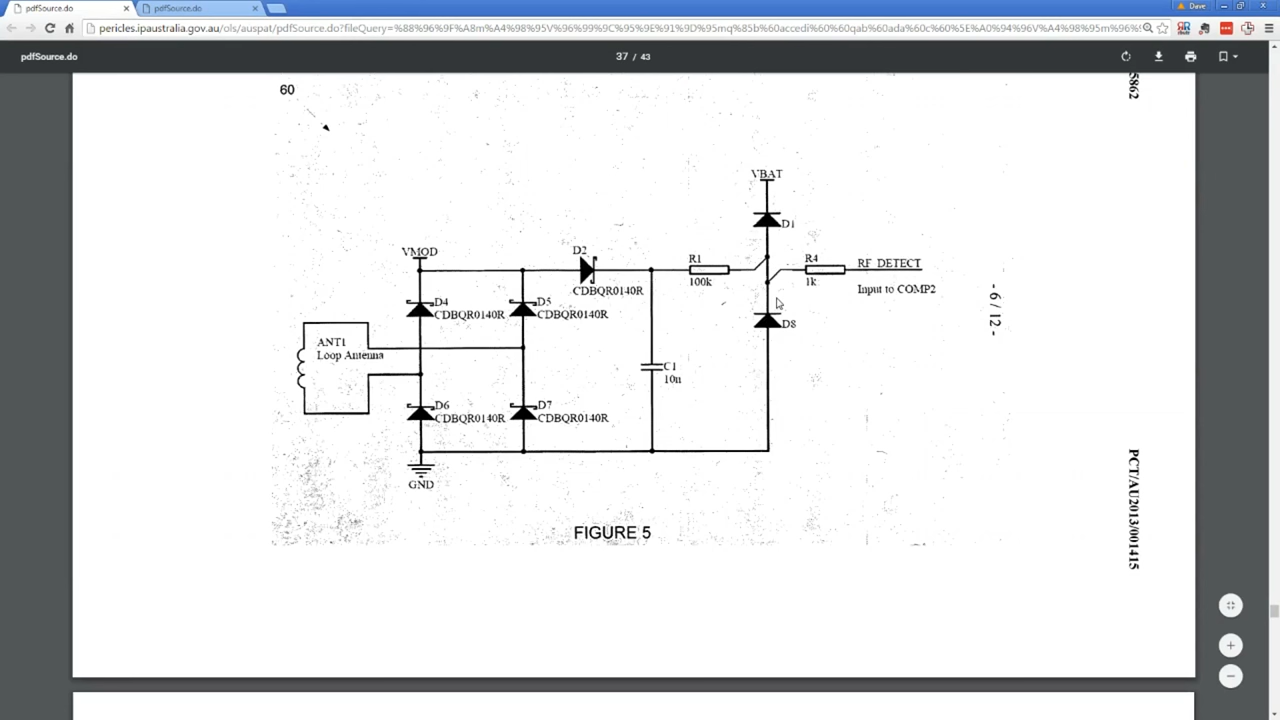 pdfSource.do
pdfSource.do
Dave
pericles.ipaustralia.gov.au/ols/auspat/pdfSource.do?fileQuery=
pdfSource.do
37 / 43
60
5862
VBAT
D1
VMOD
D2
R1
R4
RF DETECT
CDBQR0140R
100k
1k
Input to COMP2
D4
D5
CDBQR0140R
CDBQR0140R
D8
- 6 / 12 -
ANT1
Loop Antenna
C1
10n
D6
D7
CDBQR0140R
CDBQR0140R
GND
PCT/AU2013/001415
FIGURE 5